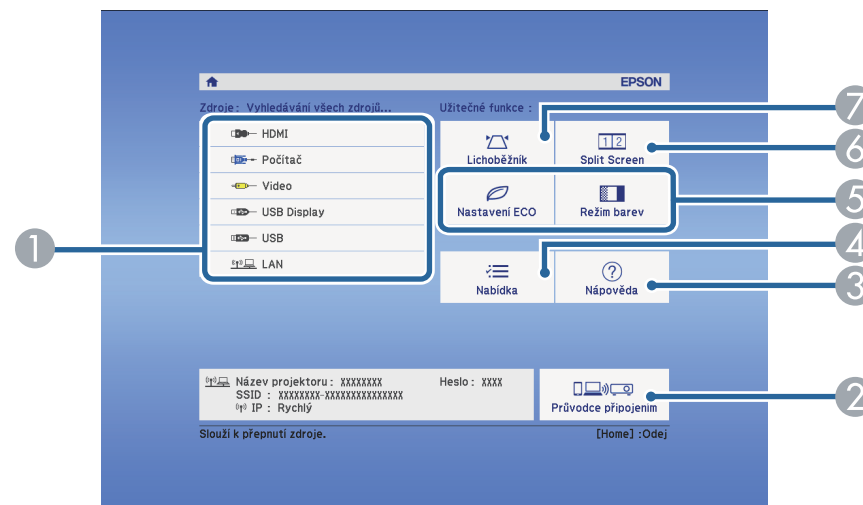 EPSON
Zdroje: Vyhledávání všech zdrojů...
Užitečné funkce :
HDMI
Počítač
Video
USB Display
USB
LAN
Lichoběžník
1 2
Split Screen
Nastavení ECO
Režim barev
Nabídka
?
Nápověda
Název projektoru : XXXXXXXX
Heslo : XXXX
SSID : XXXXXXXX-XXXXXXXXXXXXXXX
IP : Rychlý
Průvodce připojením
Slouží k přepnutí zdroje.
[Home] :Odej
1
7
6
5
4
3
2